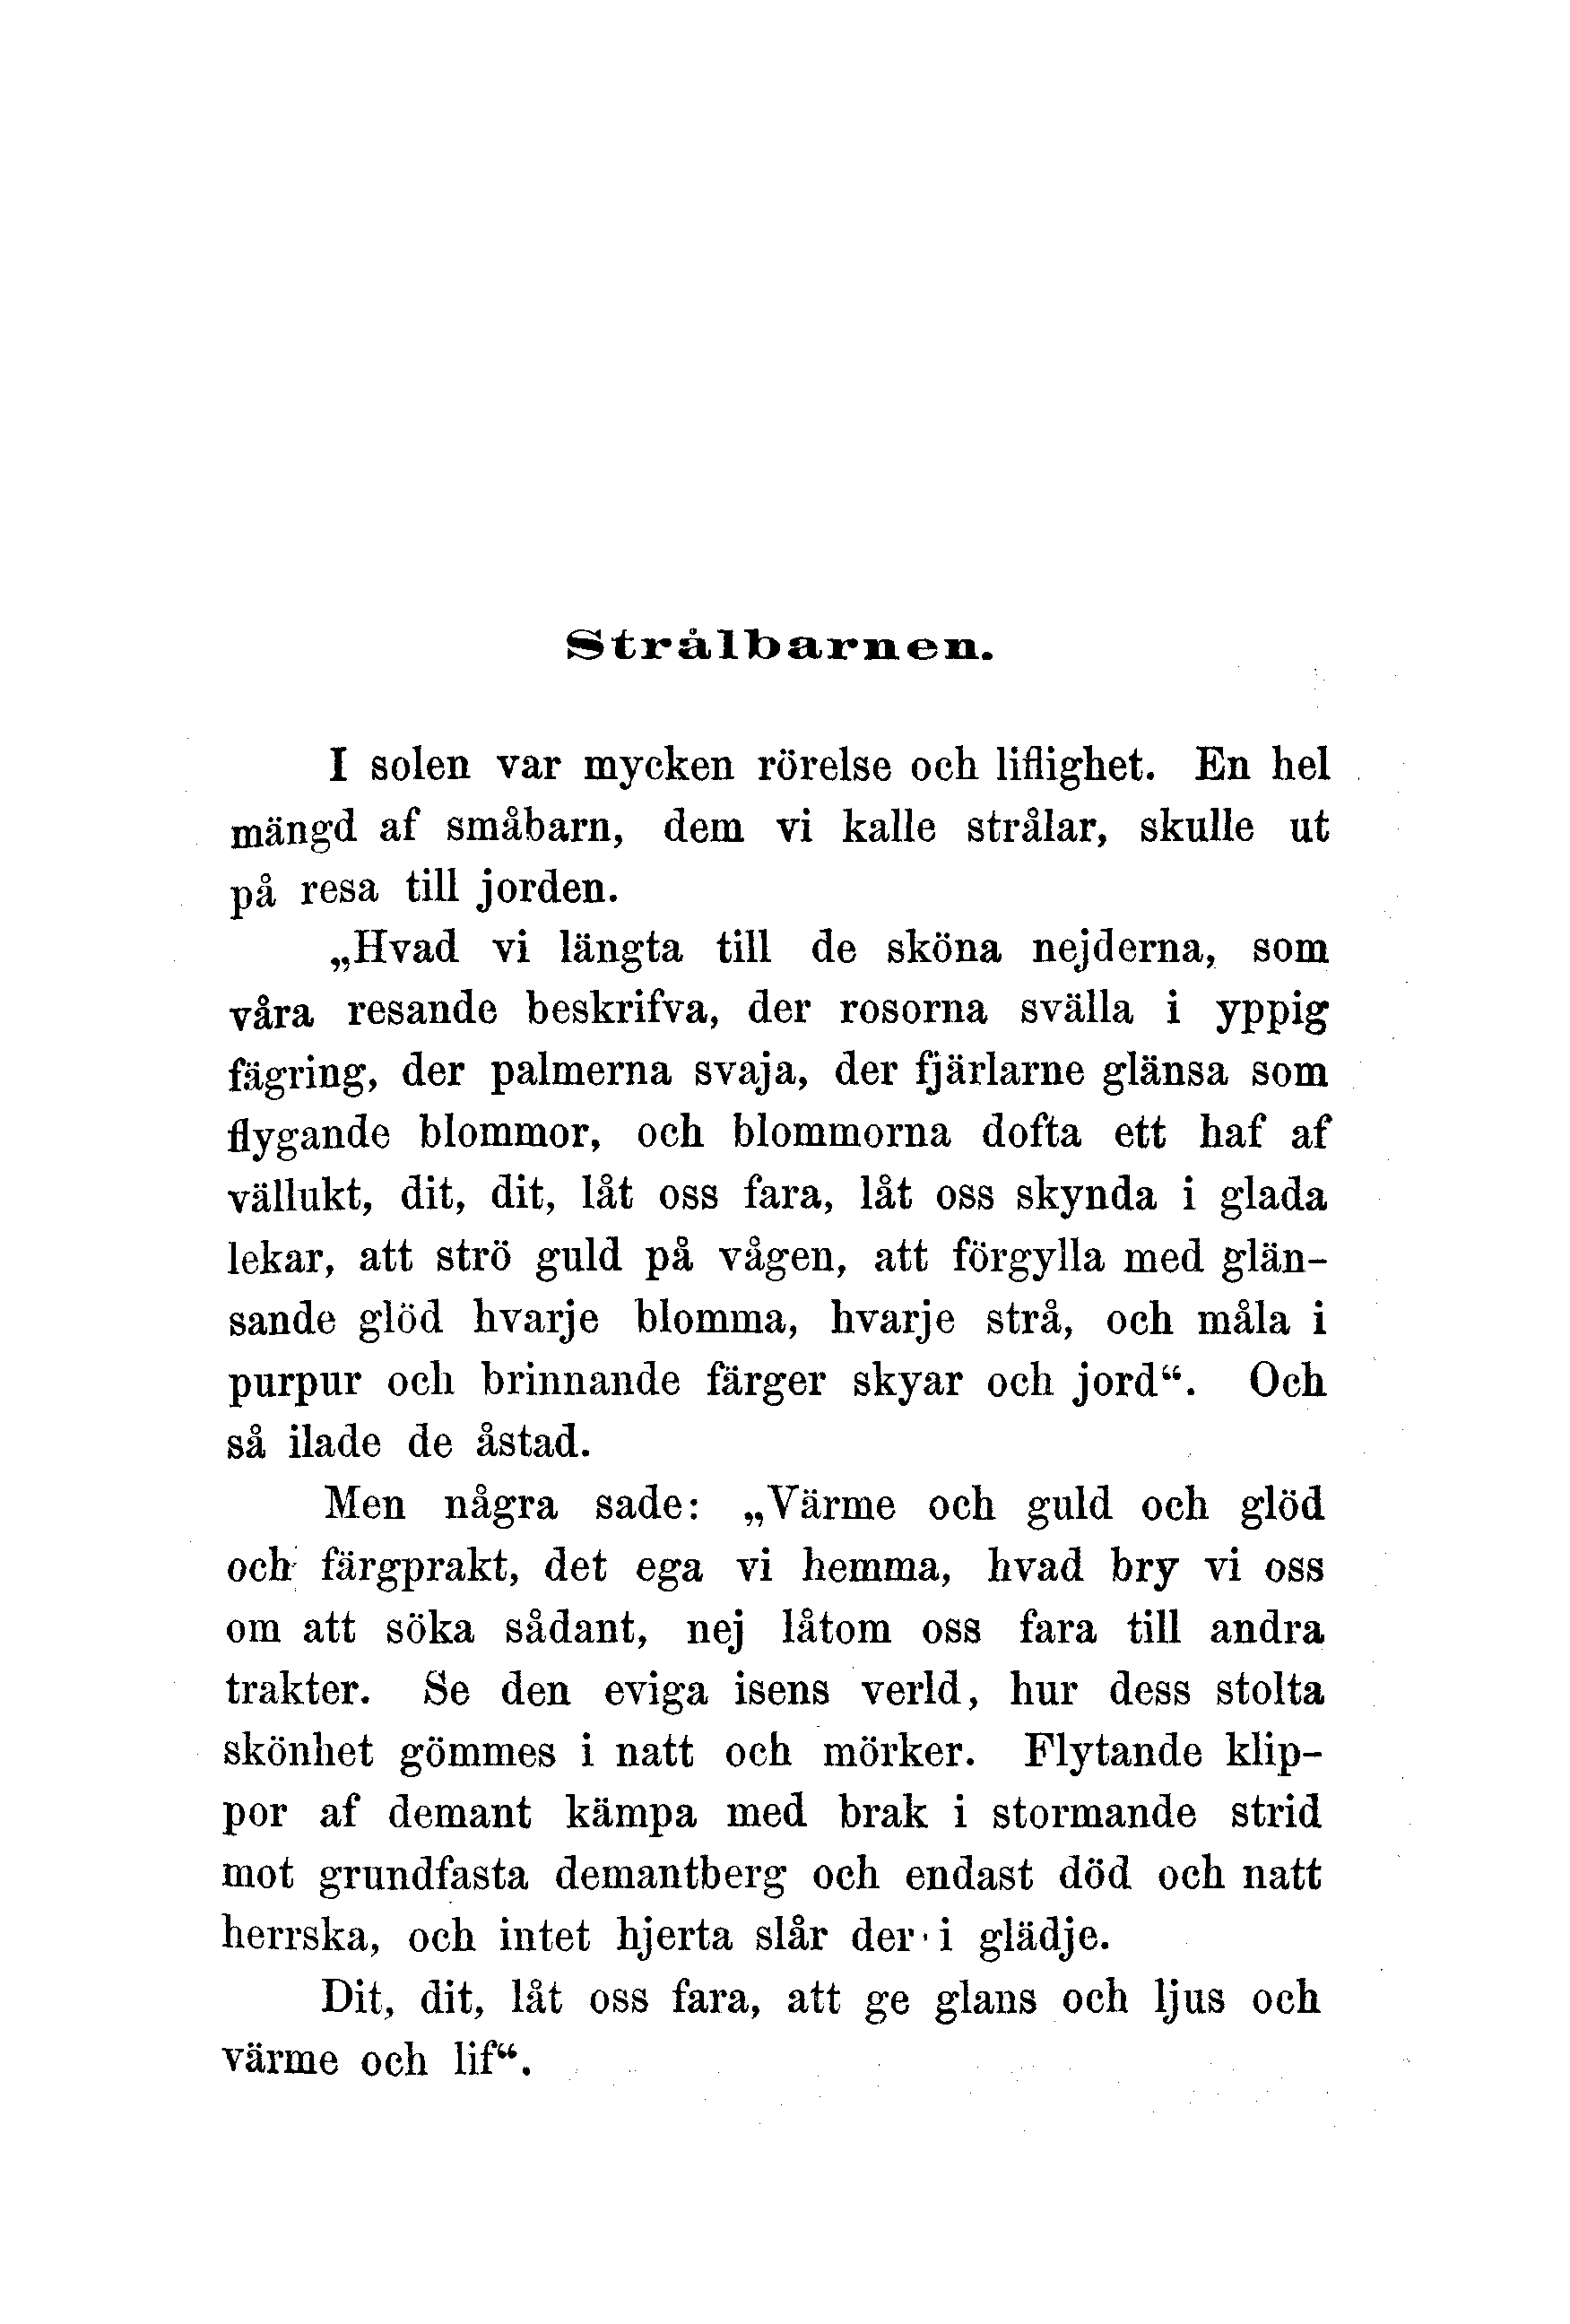 Strålbarnen.
I solen var mycken rörelse och liflighet. En hel
mängd af småbarn, dem vi kalle strålar, skulle ut
på resa till jorden.
„Hvad vi längta till de sköna nejderna, som
våra resande beskrifva, der rosorna svälla i yppig
fägring, der palmerna svaja, der fjärlarne glänsa som
flygande blommor, och blommorna dofta ett haf af
vällukt, dit, dit, låt oss fara, låt oss skynda i glada
lekar, att strö guld på vågen, att förgylla med glän-
sande glöd hvarje blomma, hvarje strå, och måla i
purpur och brinnande färger skyar och jord“. Och
så ilade de åstad.
Men några sade: „Värme och guld och glöd
och färgprakt, det ega vi hemma, hvad bry vi oss
om att söka sådant, nej låtom oss fara till andra
trakter. Se den eviga isens verld, hur dess stolta
skönhet gömmes i natt och mörker. Flytande klip-
por af demant kämpa med brak i stormande strid
mot grundfasta demantberg och endast död och natt
herrska, och intet hjerta slår der i glädje.
Dit, dit, låt oss fara, att ge glans och ljus och
värme och lif“.